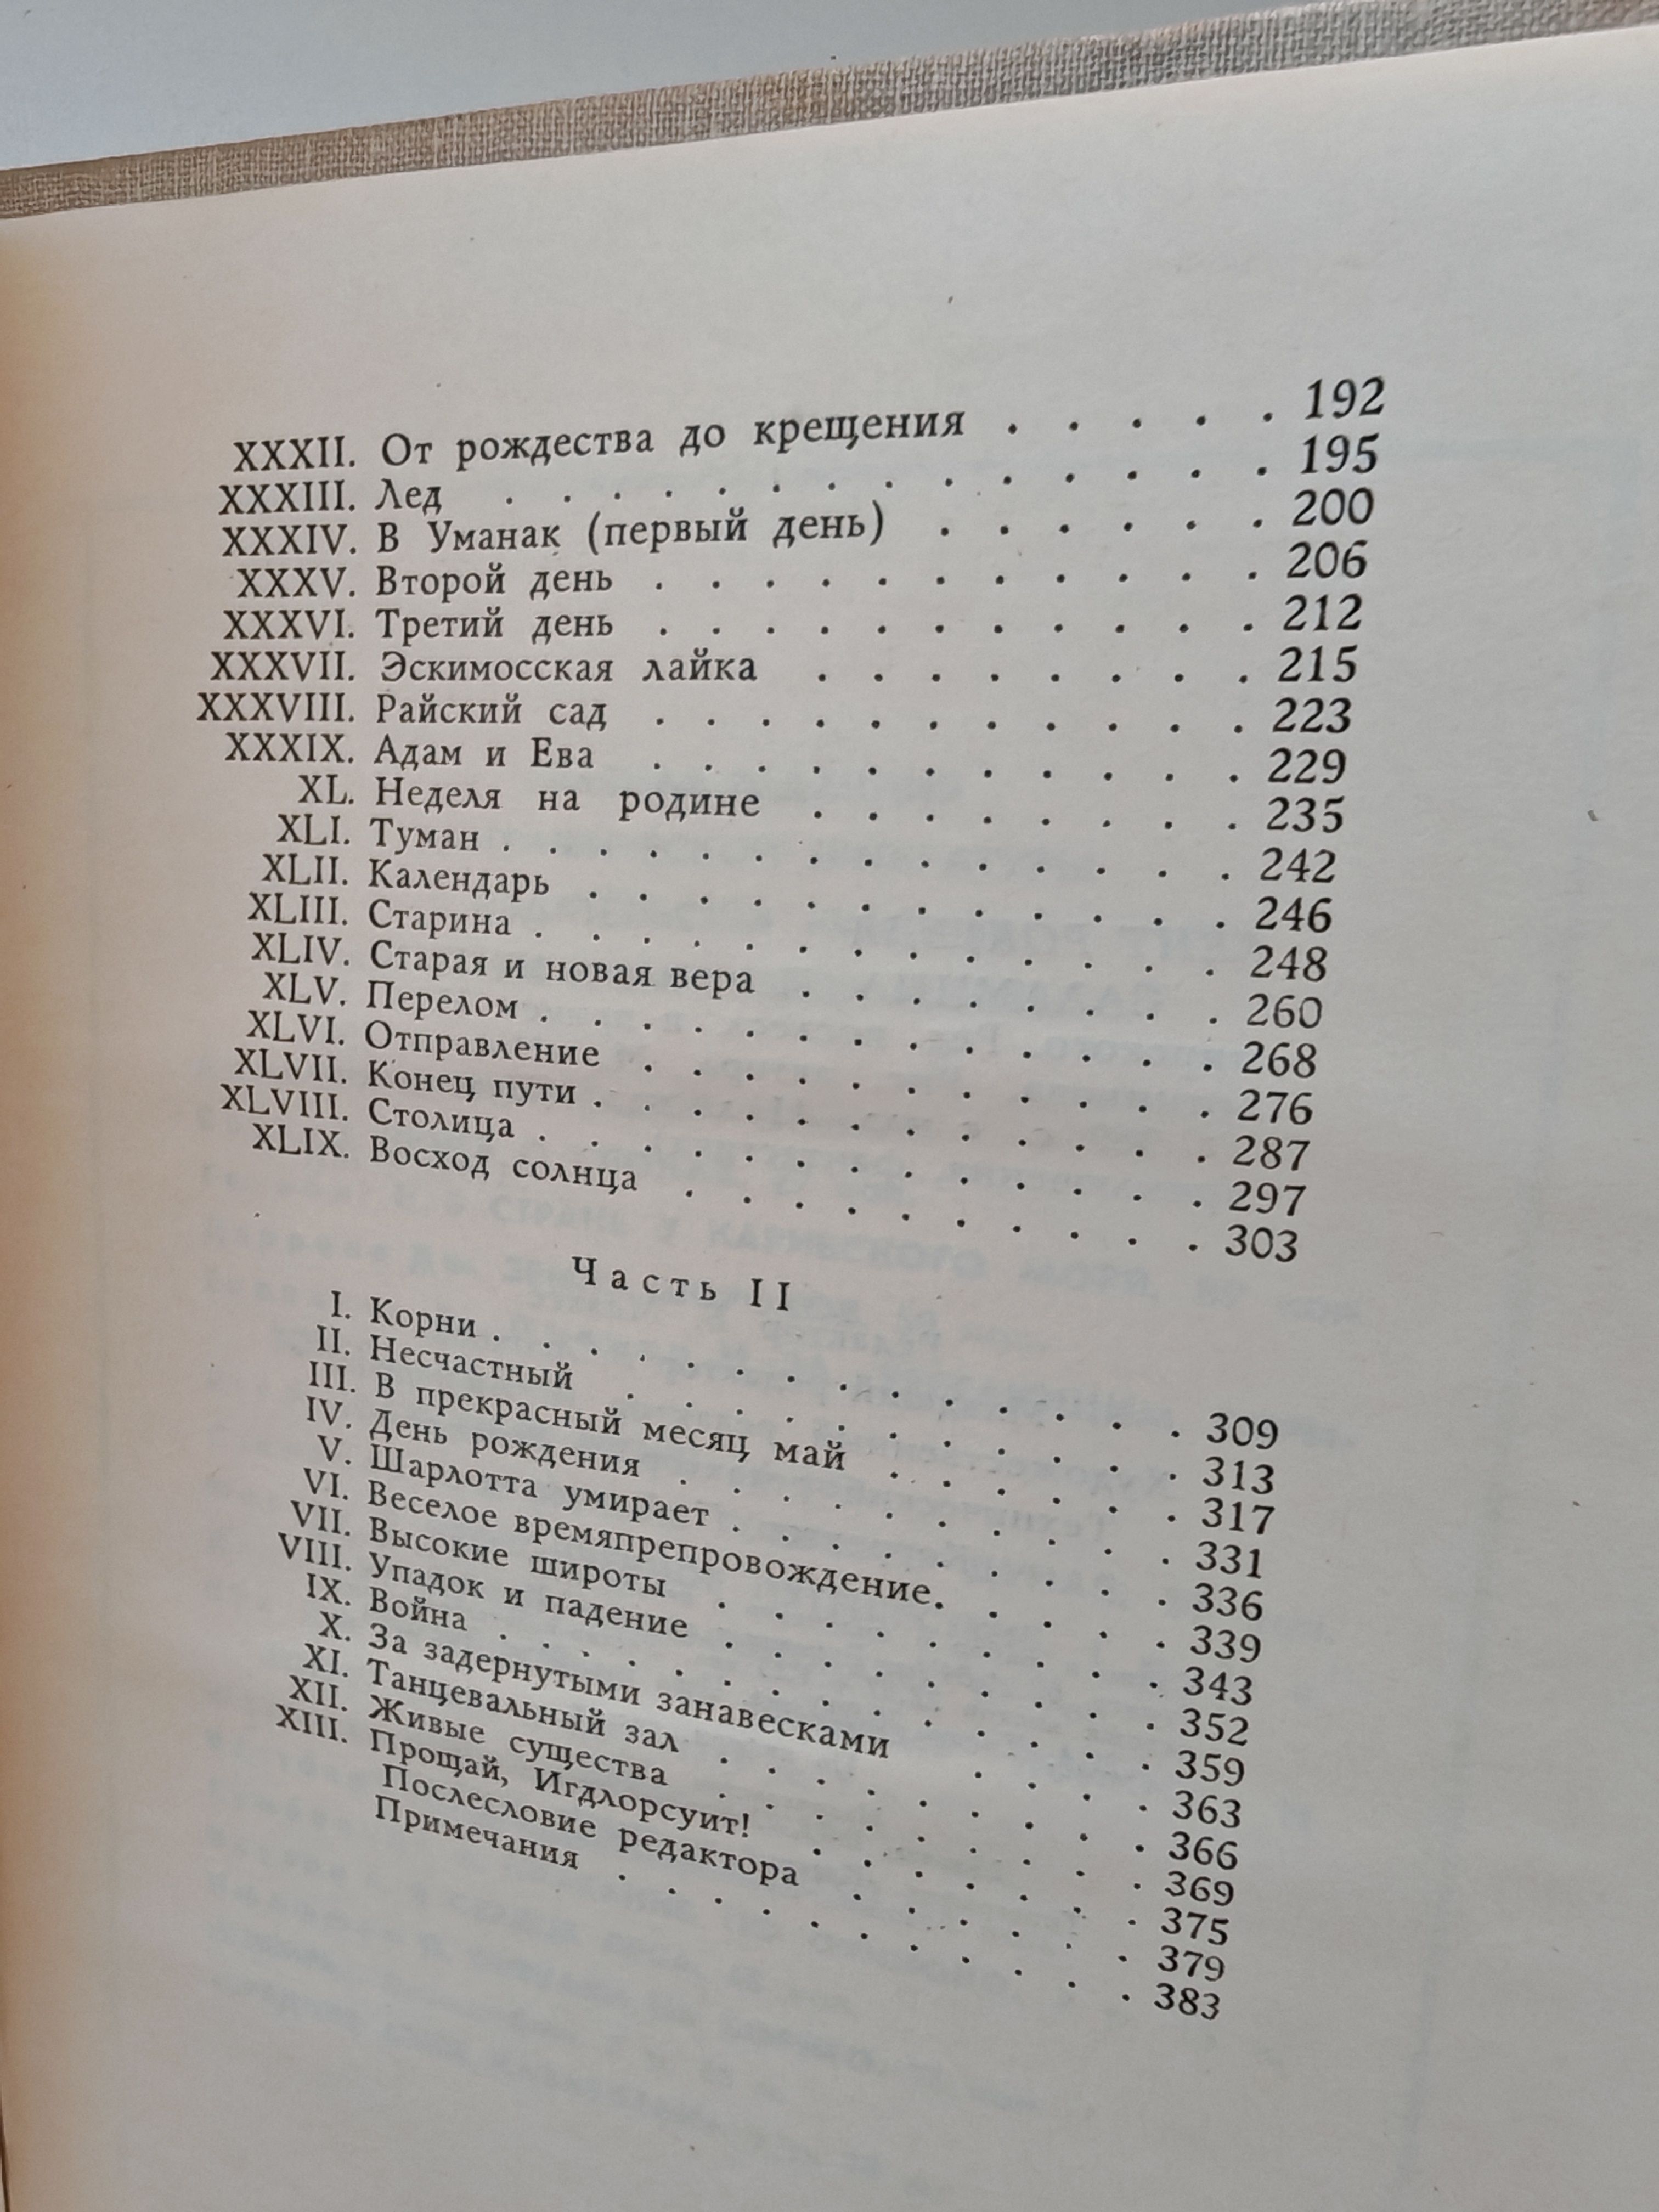 XXXII. От рождества до крещения . . . . . 192
XXXIII. Лед . . . . . . . . . . . . . . 195
XXXIV. В Уманак (первый день) . . . . . . 200
XXXV. Второй день . . . . . . . . . . . 206
XXXVI. Третий день . . . . . . . . . . . 212
XXXVII. Эскимосская лайка . . . . . . . . 215
XXXVIII. Райский сад . . . . . . . . . . . 223
XXXIX. Адам и Ева . . . . . . . . . . . 229
XL. Неделя на родине . . . . . . . . 235
XLI. Туман . . . . . . . . . . . . . . 242
XLII. Календарь . . . . . . . . . . . . 246
XLIII. Старина . . . . . . . . . . . . . 248
XLIV. Старая и новая вера . . . . . . . . 260
XLV. Перелом . . . . . . . . . . . . . 268
XLVI. Отправление . . . . . . . . . . . 276
XLVII. Конец пути . . . . . . . . . . . . 287
XLVIII. Столица . . . . . . . . . . . . . 297
XLIX. Восход солнца . . . . . . . . . . 303
Часть II
I. Корни . . . . . . . . . . . . . . 309
II. Несчастный . . . . . . . . . . . 313
III. В прекрасный месяц май . . . . . . 317
IV. День рождения . . . . . . . . . . 331
V. Шарлотта умирает . . . . . . . . . 336
VI. Веселое времяпрепровождение. . . . . 339
VII. Высокие широты . . . . . . . . . 343
VIII. Упадок и падение . . . . . . . . . 352
IX. Война . . . . . . . . . . . . . . 359
X. За задернутыми занавесками . . . . 363
XI. Танцевальный зал . . . . . . . . . 366
XII. Живые существа . . . . . . . . . 369
XIII. Прощай, Игдлорсуит! . . . . . . . 375
Послесловие редактора . . . . . . 379
Примечания . . . . . . . . . . . 383